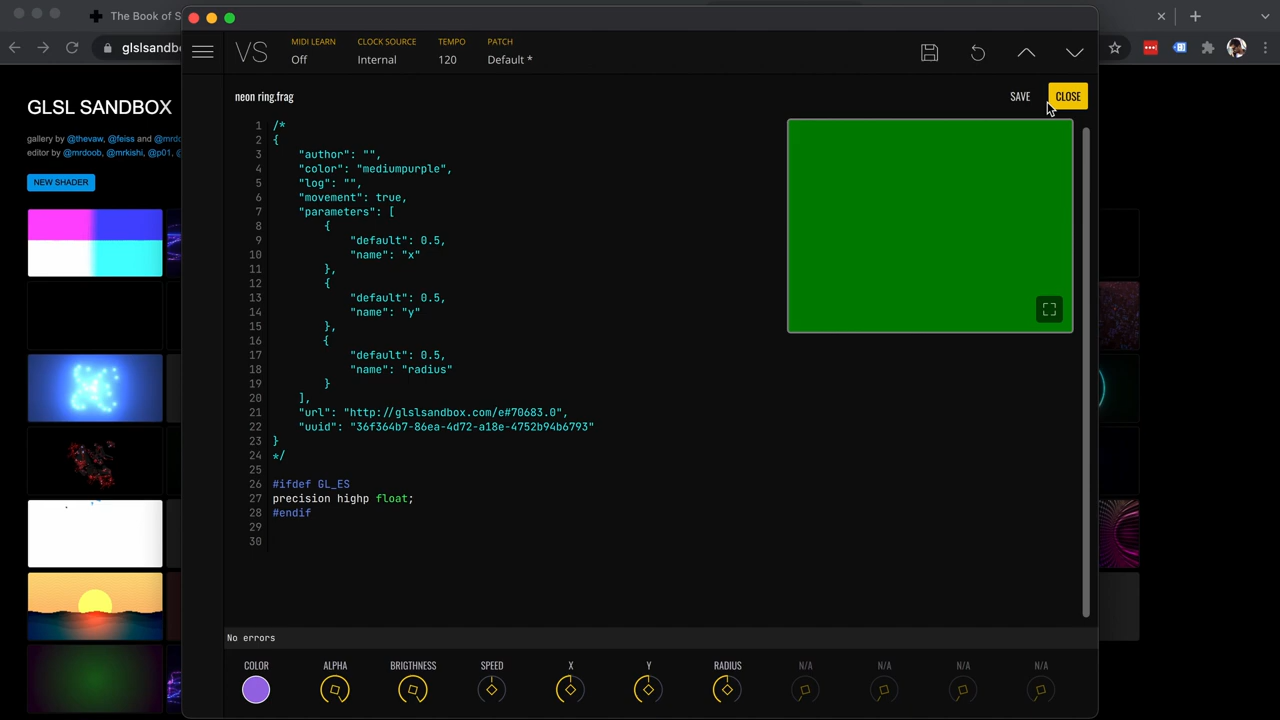 The Book of S
glslsandbo
GLSL SANDBOX
gallery by @thevaw, @feiss and @mrdo
editor by @mrdoob, @mrkishi, @p01, @
NEW SHADER
VS
MIDI LEARN
Off
CLOCK SOURCE
Internal
TEMPO
120
PATCH
Default *
neon ring.frag
SAVE
CLOSE
1 /*
2 {
3 "author": "",
4 "color": "mediumpurple",
5 "log": "",
6 "movement": true,
7 "parameters": [
8 {
9 "default": 0.5,
10 "name": "x"
11 },
12 {
13 "default": 0.5,
14 "name": "y"
15 },
16 {
17 "default": 0.5,
18 "name": "radius"
19 }
20 ],
21 "url": "http://glslsandbox.com/e#70683.0",
22 "uuid": "36f364b7-86ea-4d72-a18e-4752b94b6793"
23 }
24 */
25
26 #ifdef GL_ES
27 precision highp float;
28 #endif
29
30
No errors
COLOR
ALPHA
BRIGTHNESS
SPEED
X
Y
RADIUS
N/A
N/A
N/A
N/A